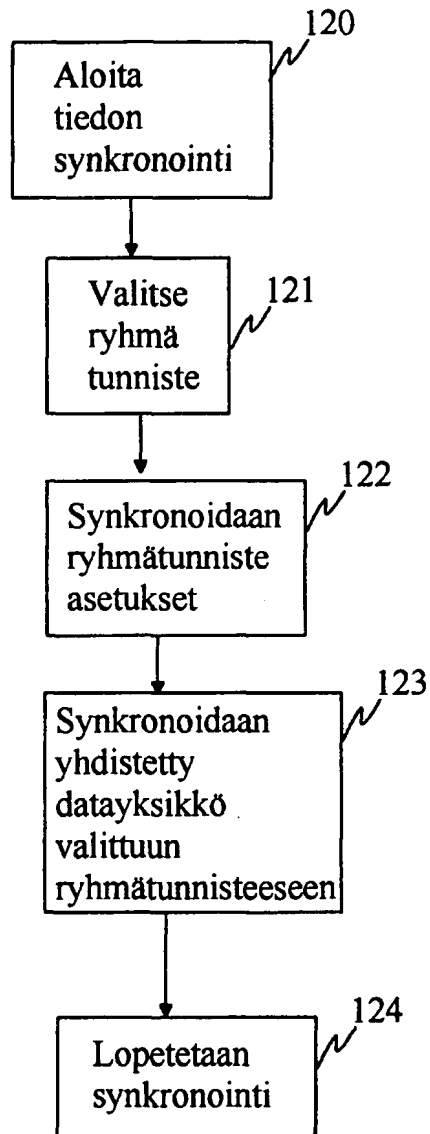 120
Aloita
tiedon
synkronointi
121
Valitse
ryhmä
tunniste
122
Synkronoidaan
ryhmätunniste
asetukset
123
Synkronoidaan
yhdistetty
datayksikkö
valittuun
ryhmätunnisteeseen
124
Lopetetaan
synkronointi